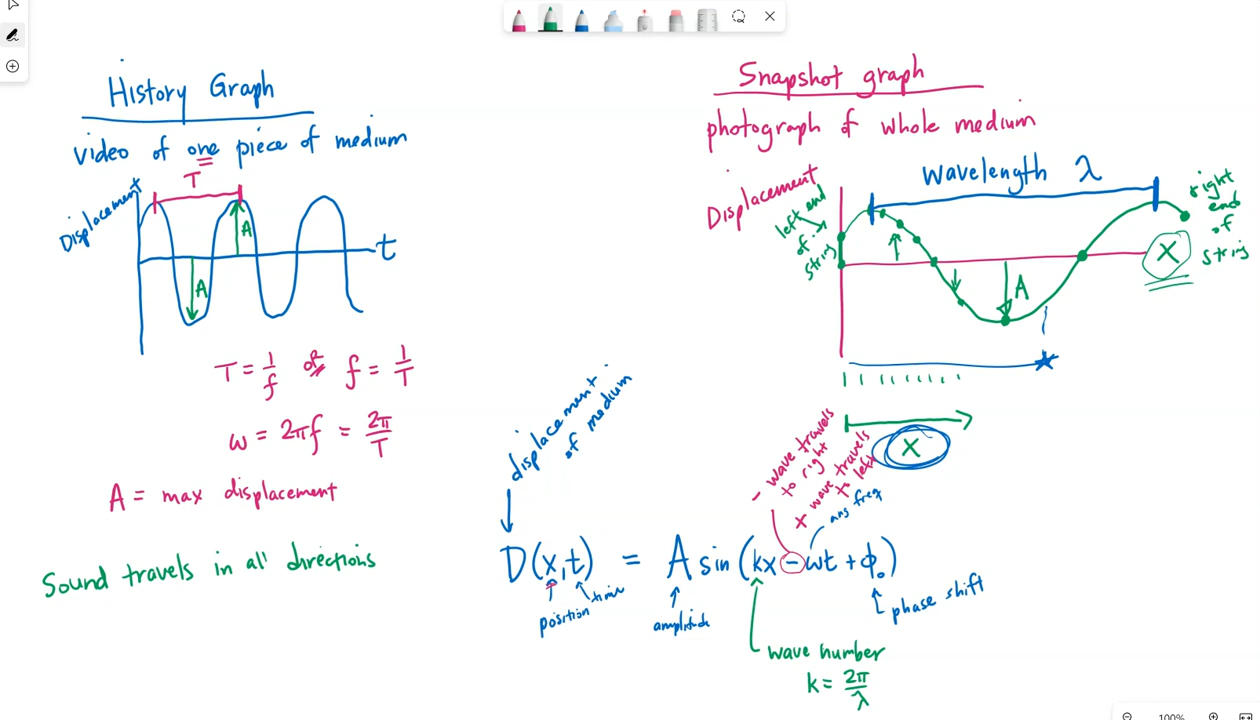 History Graph
video of one piece of medium
T
Displacement
A
A
t
T = 1/f or f = 1/T
ω = 2πf = 2π/T
A = max displacement
Sound travels in all directions
Snapshot graph
photograph of whole medium
Displacement
Wavelength λ
left end
of
string
right
end
of
string
A
X
X
displacement
of medium
- wave travels
to right
+ wave travels
to left
ang freq
D(x,t) = A sin (kx - ωt + ϕ₀)
position
time
amplitude
phase shift
wave number
k = 2π/λ
100%